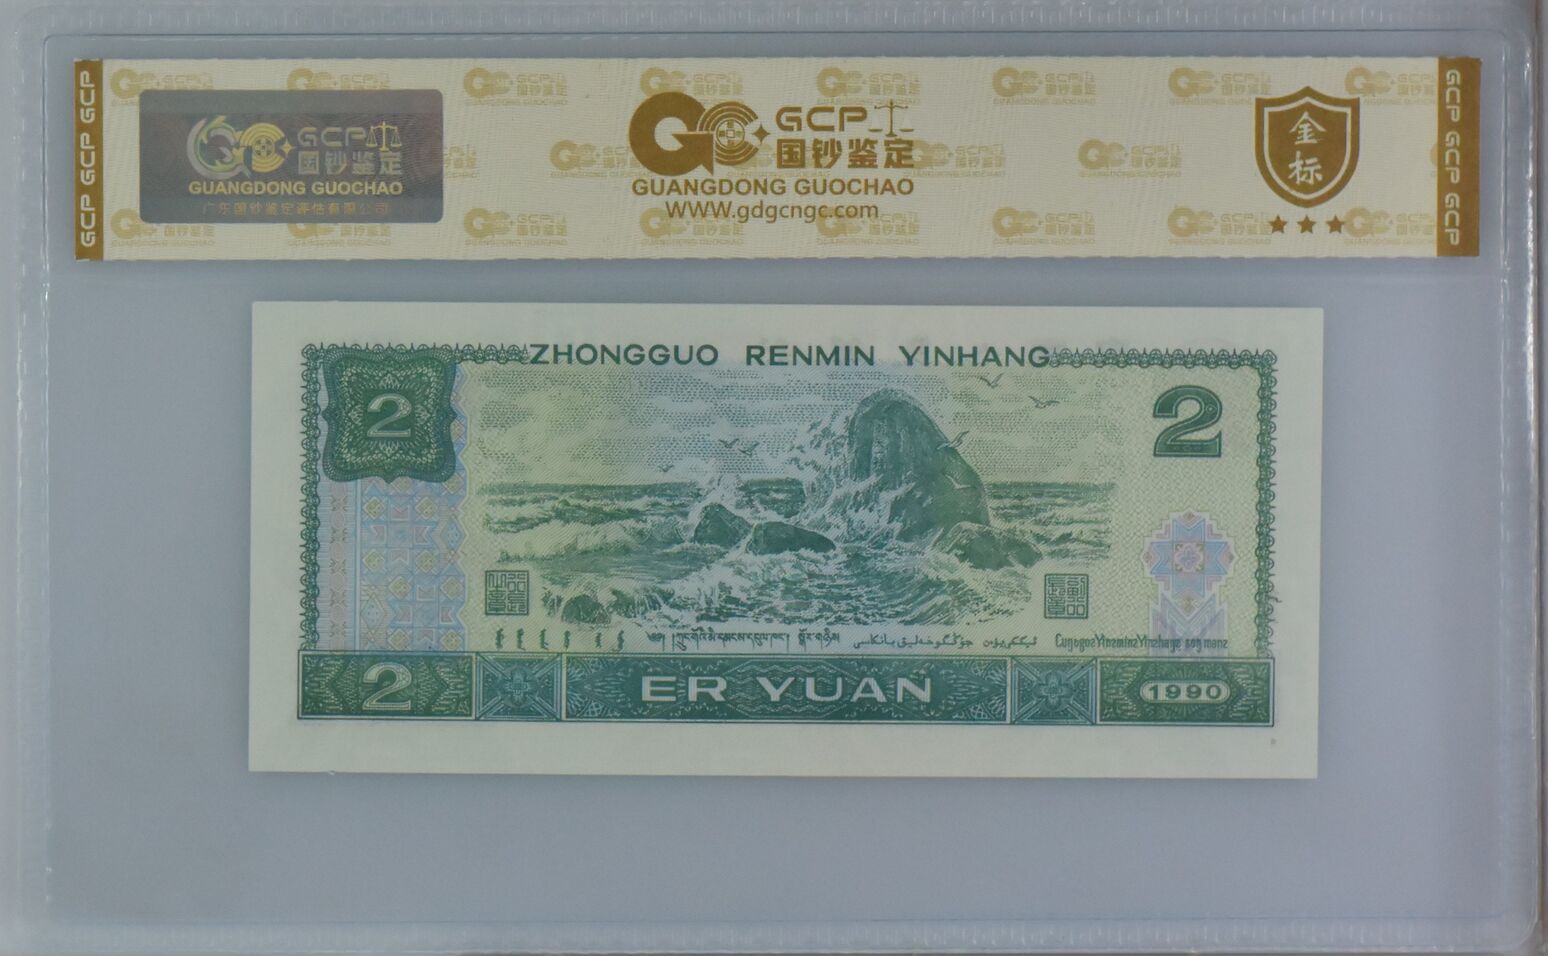 GCP GCP GCP
GCP
国钞鉴定
GUANGDONG GUOCHAO
广东国钞鉴定评估有限公司
GCP
国钞鉴定
GUANGDONG GUOCHAO
WWW.gdgcngc.com
金
标
GCP GCP GCP
ZHONGGUO RENMIN YINHANG
2
2
2
ER YUAN
1990